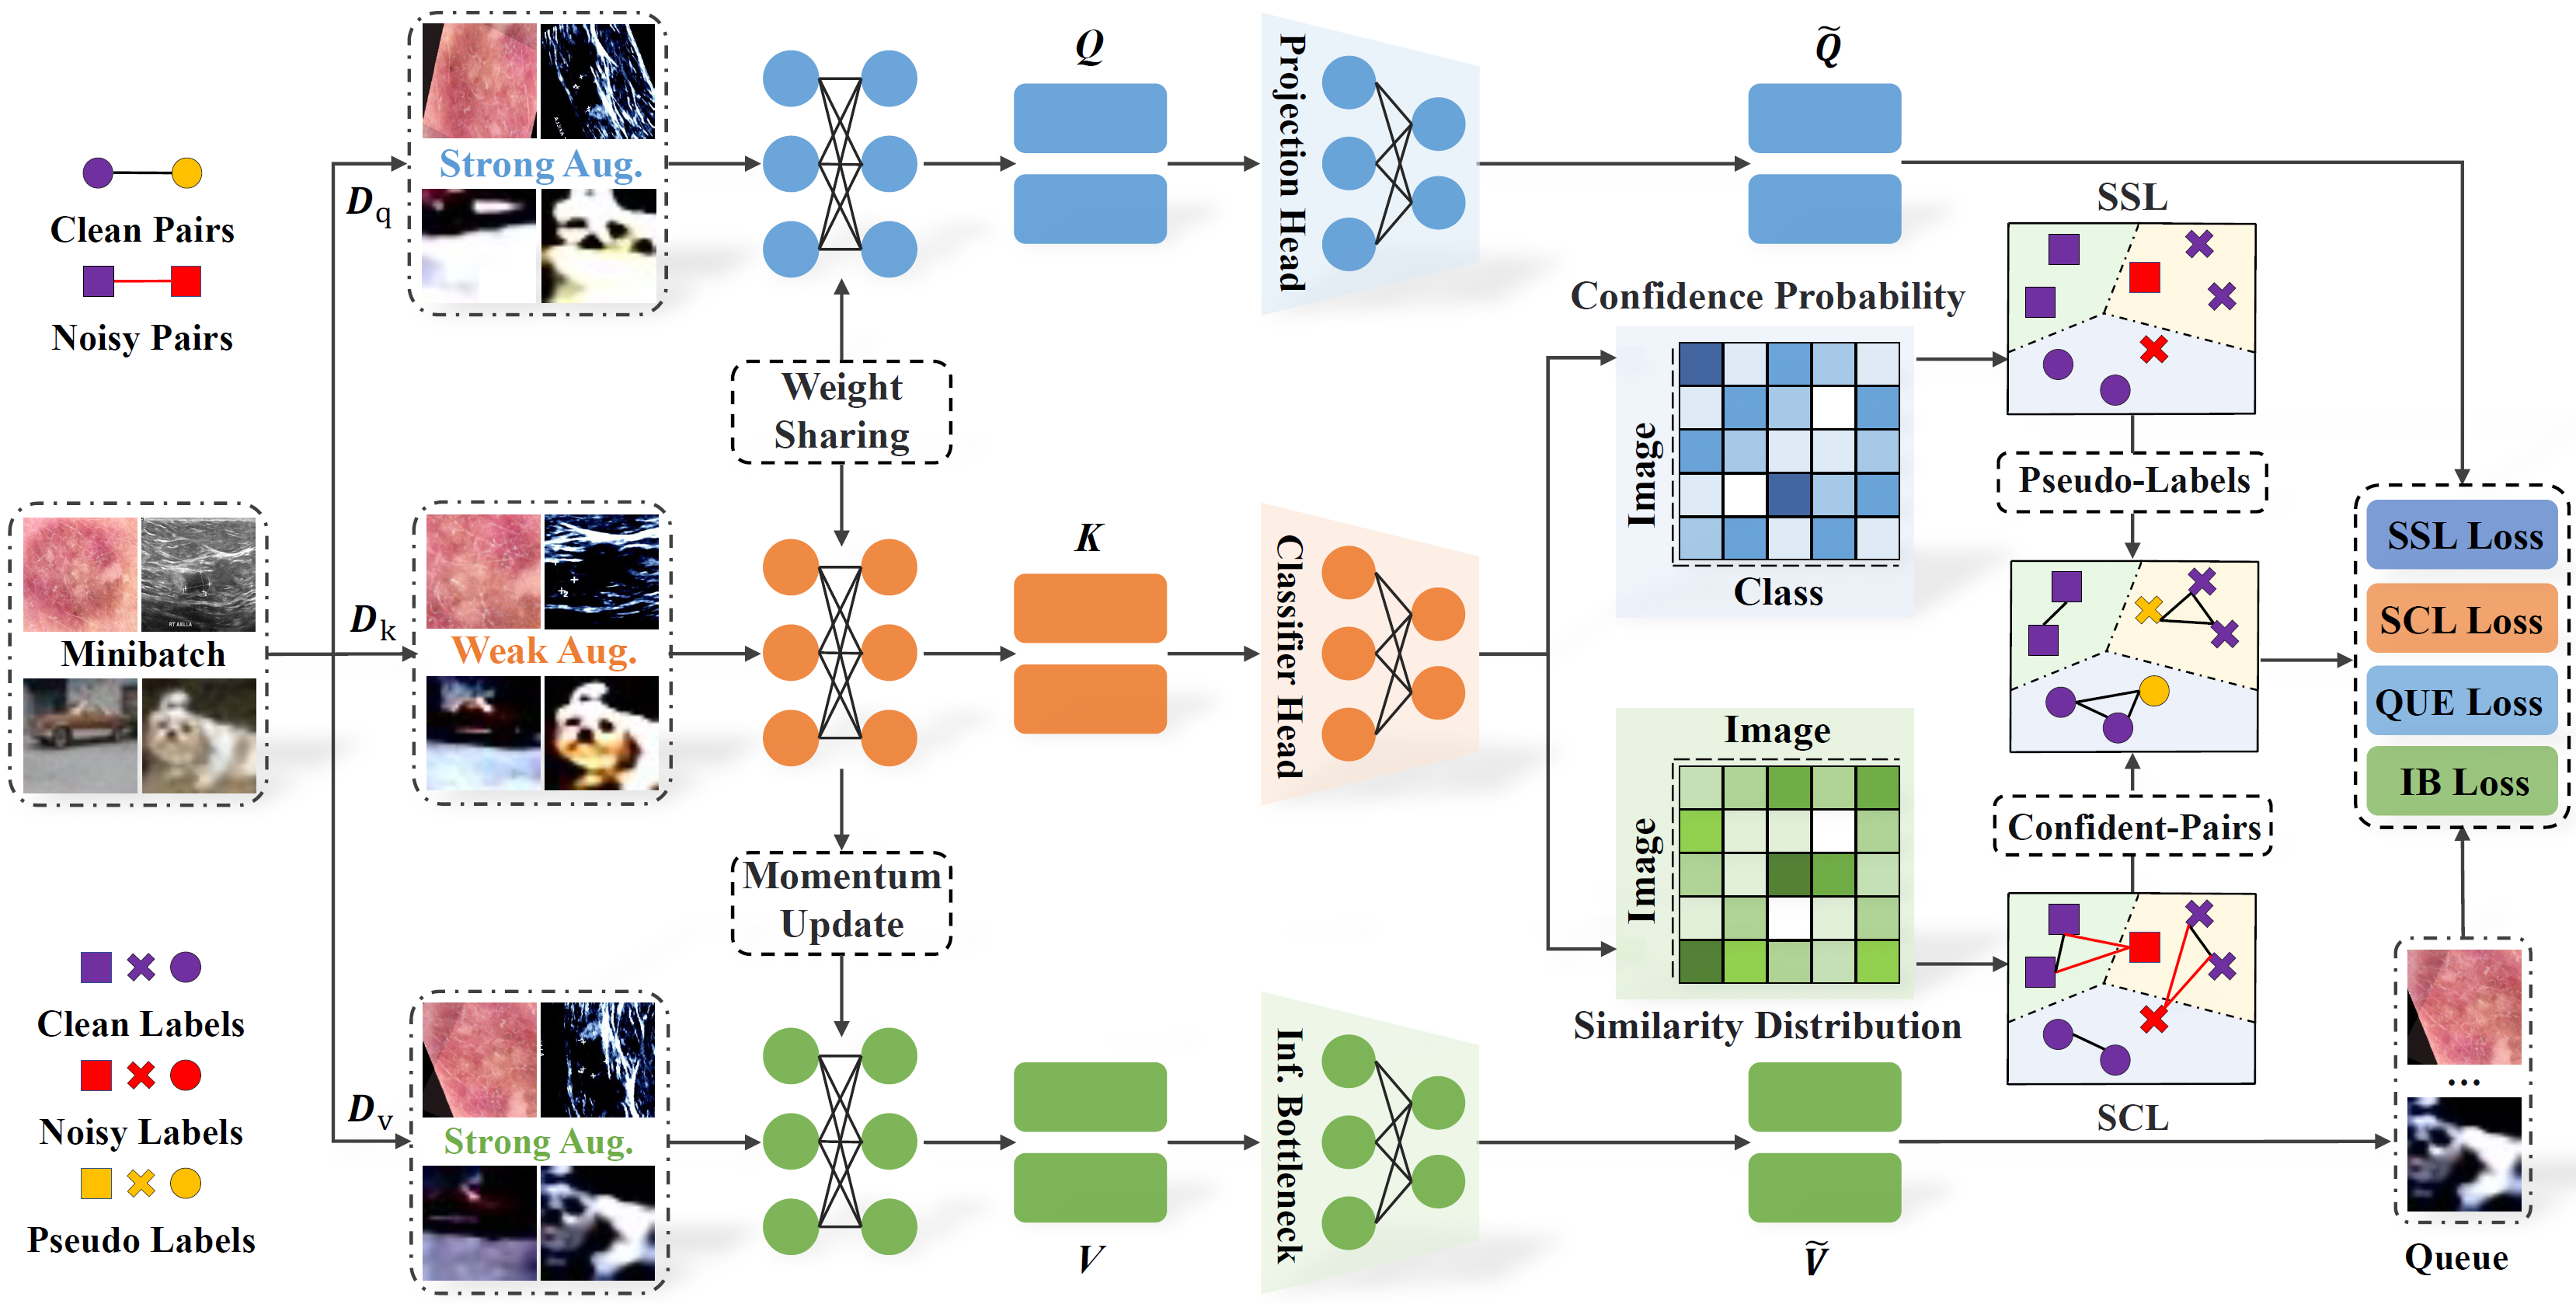 Clean Pairs
Noisy Pairs
Clean Labels
Noisy Labels
Pseudo Labels
Minibatch
RT AXILLA
D_q
D_k
D_v
Strong Aug.
Weak Aug.
Strong Aug.
Weight
Sharing
Momentum
Update
Q
K
V
Projection Head
Classifier Head
Inf. Bottleneck
Q̃
Ṽ
Confidence Probability
Image
Class
Image
Image
Similarity Distribution
SSL
Pseudo-Labels
Confident-Pairs
SCL
SSL Loss
SCL Loss
QUE Loss
IB Loss
...
Queue